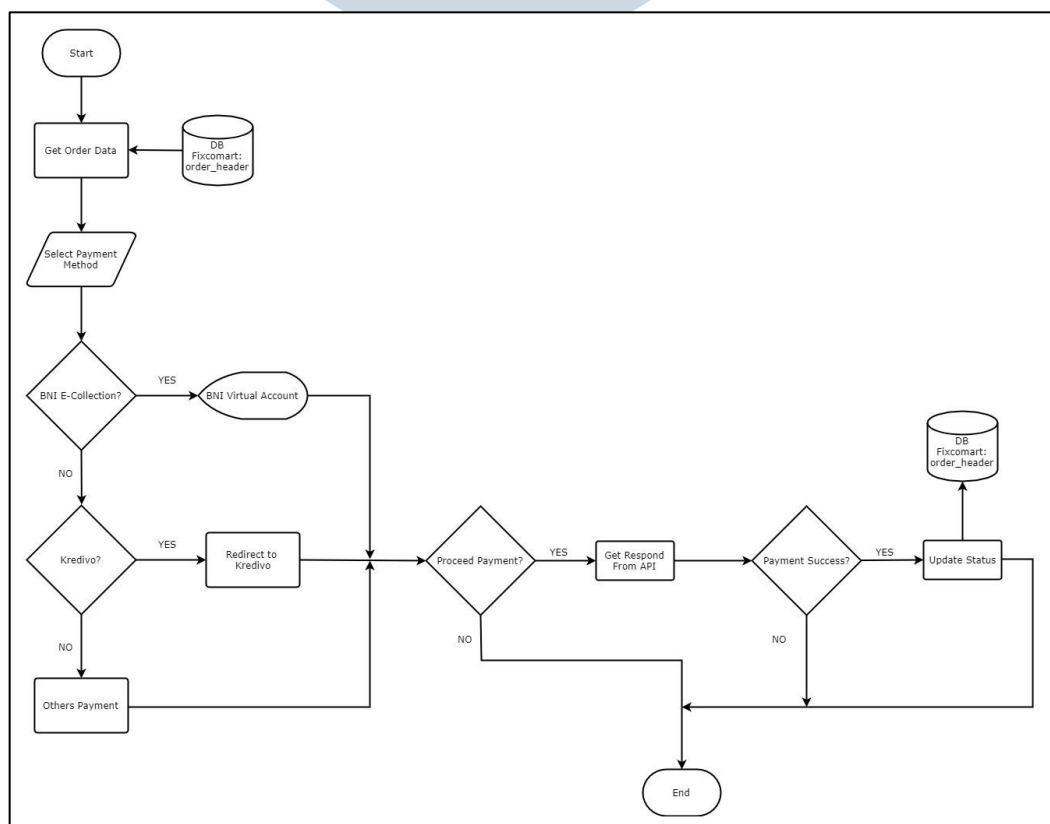 Start
Get Order Data
DB
Fixcomart:
order_header
Select Payment
Method
BNI E-Collection?
YES
BNI Virtual Account
NO
Kredivo?
YES
Redirect to
Kredivo
NO
Others Payment
Proceed Payment?
YES
NO
Get Respond
From API
Payment Success?
YES
NO
Update Status
DB
Fixcomart:
order_header
End